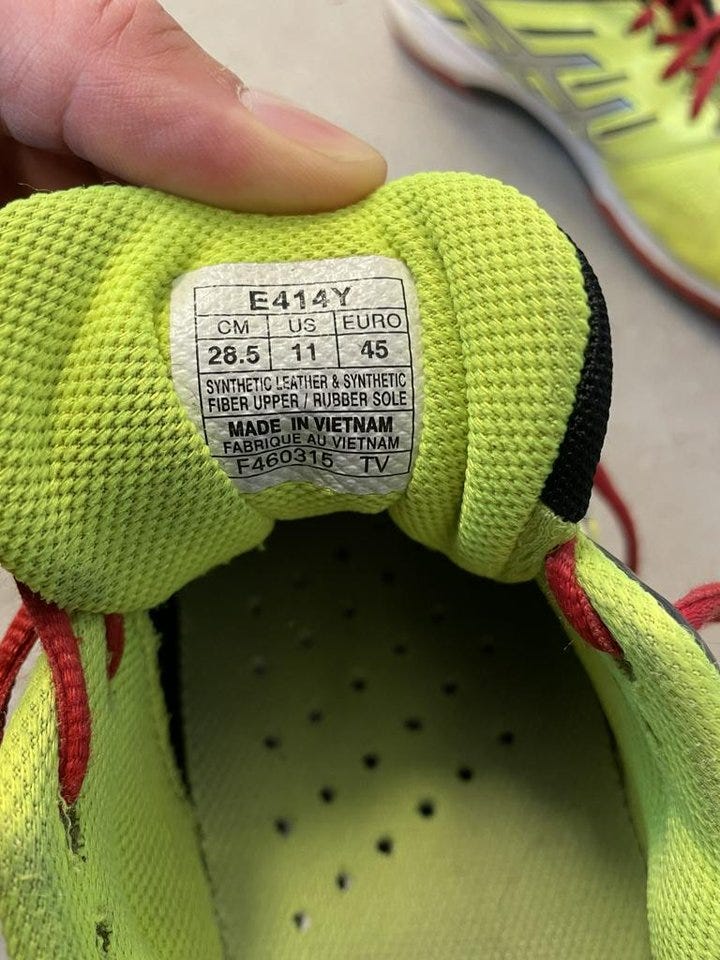 E414Y
CM US EURO
28.5 11 45
SYNTHETIC LEATHER & SYNTHETIC
FIBER UPPER / RUBBER SOLE
MADE IN VIETNAM
FABRIQUE AU VIETNAM
F460315 TV